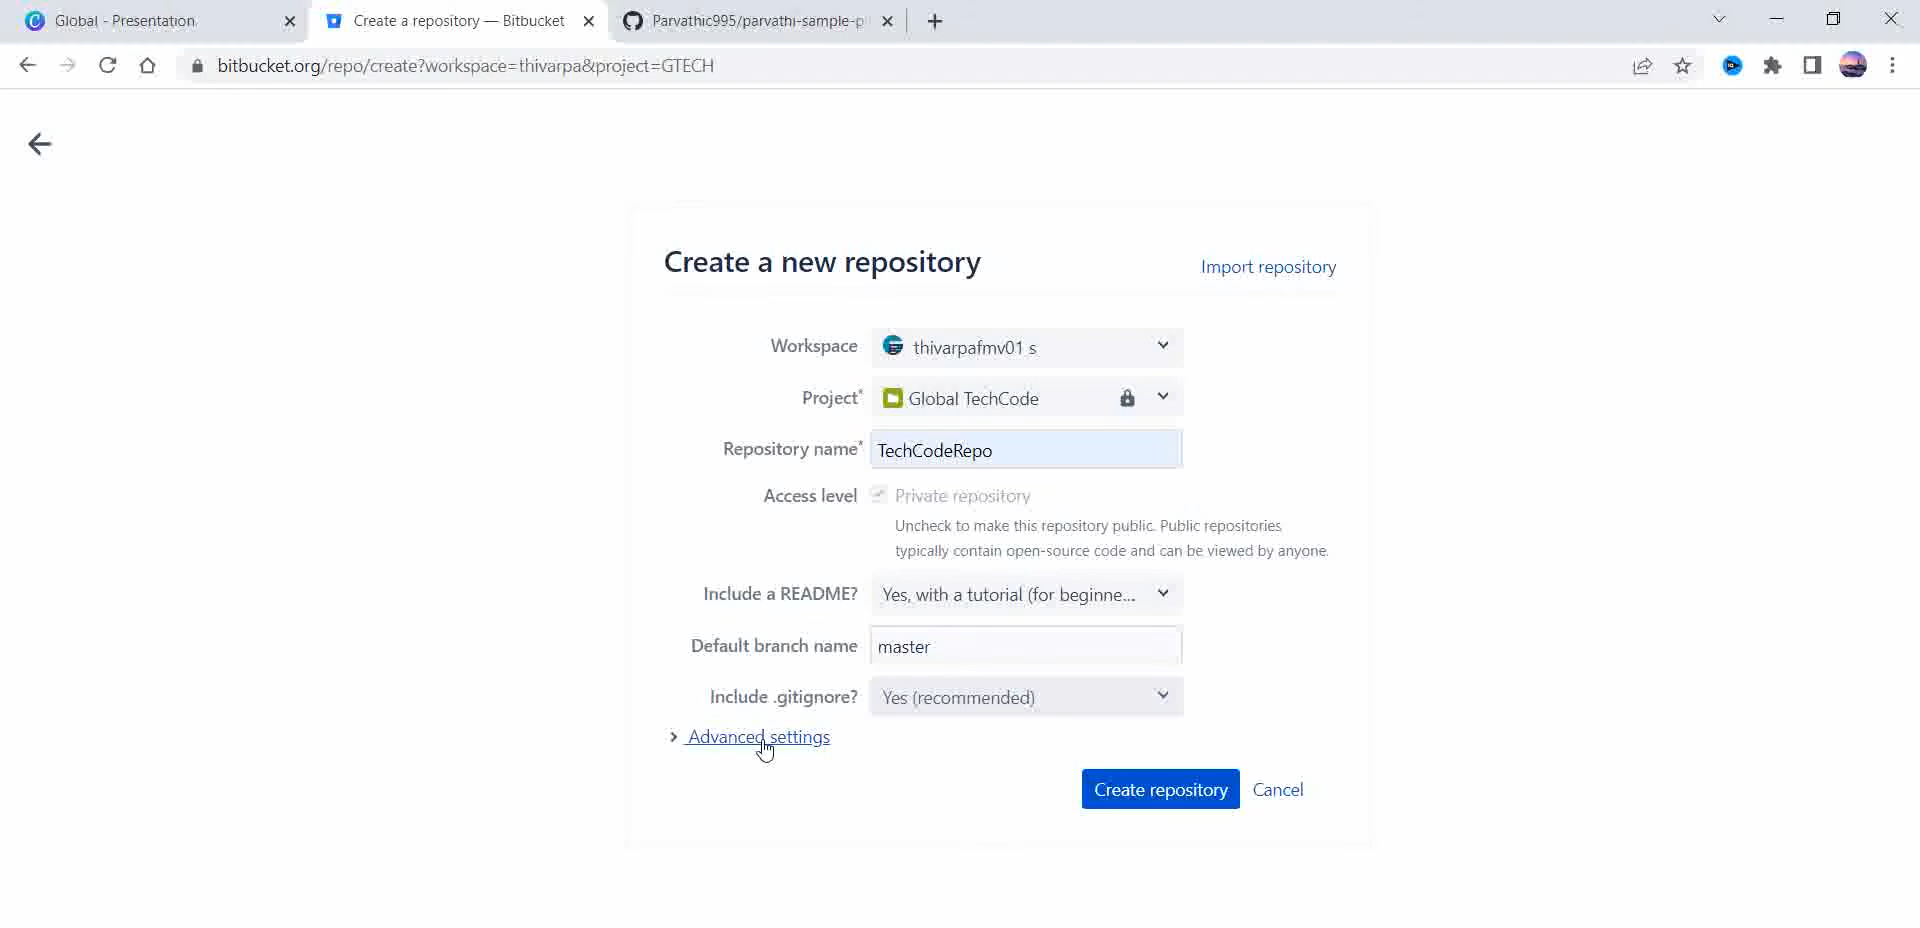 Global - Presentation
Create a repository — Bitbucket
Parvathic995/parvathi-sample-p
bitbucket.org/repo/create?workspace=thivarpa&project=GTECH
Create a new repository
Import repository
Workspace
thivarpafmv01 s
Project*
Global TechCode
Repository name*
TechCodeRepo
Access level
Private repository
Uncheck to make this repository public. Public repositories
typically contain open-source code and can be viewed by anyone.
Include a README?
Yes, with a tutorial (for beginne...
Default branch name
master
Include .gitignore?
Yes (recommended)
Advanced settings
Create repository
Cancel